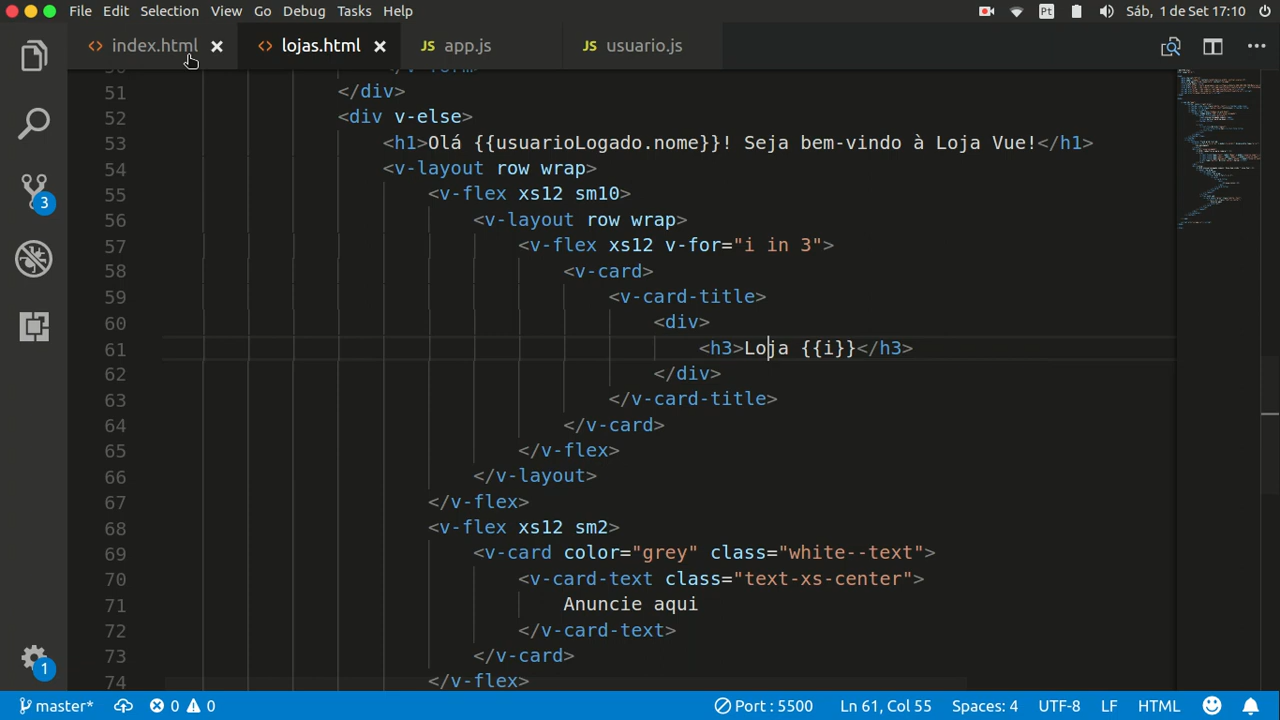 File Edit Selection View Go Debug Tasks Help
Pt Sáb, 1 de Set 17:10
<> index.html × <> lojas.html × JS app.js JS usuario.js
51 </div>
52 <div v-else>
53 <h1>Olá {{usuarioLogado.nome}}! Seja bem-vindo à Loja Vue!</h1>
54 <v-layout row wrap>
55 <v-flex xs12 sm10>
56 <v-layout row wrap>
57 <v-flex xs12 v-for="i in 3">
58 <v-card>
59 <v-card-title>
60 <div>
61 <h3>Loja {{i}}</h3>
62 </div>
63 </v-card-title>
64 </v-card>
65 </v-flex>
66 </v-layout>
67 </v-flex>
68 <v-flex xs12 sm2>
69 <v-card color="grey" class="white--text">
70 <v-card-text class="text-xs-center">
71 Anuncie aqui
72 </v-card-text>
73 </v-card>
74 </v-flex>
3
1
master* 0 0 Port : 5500 Ln 61, Col 55 Spaces: 4 UTF-8 LF HTML